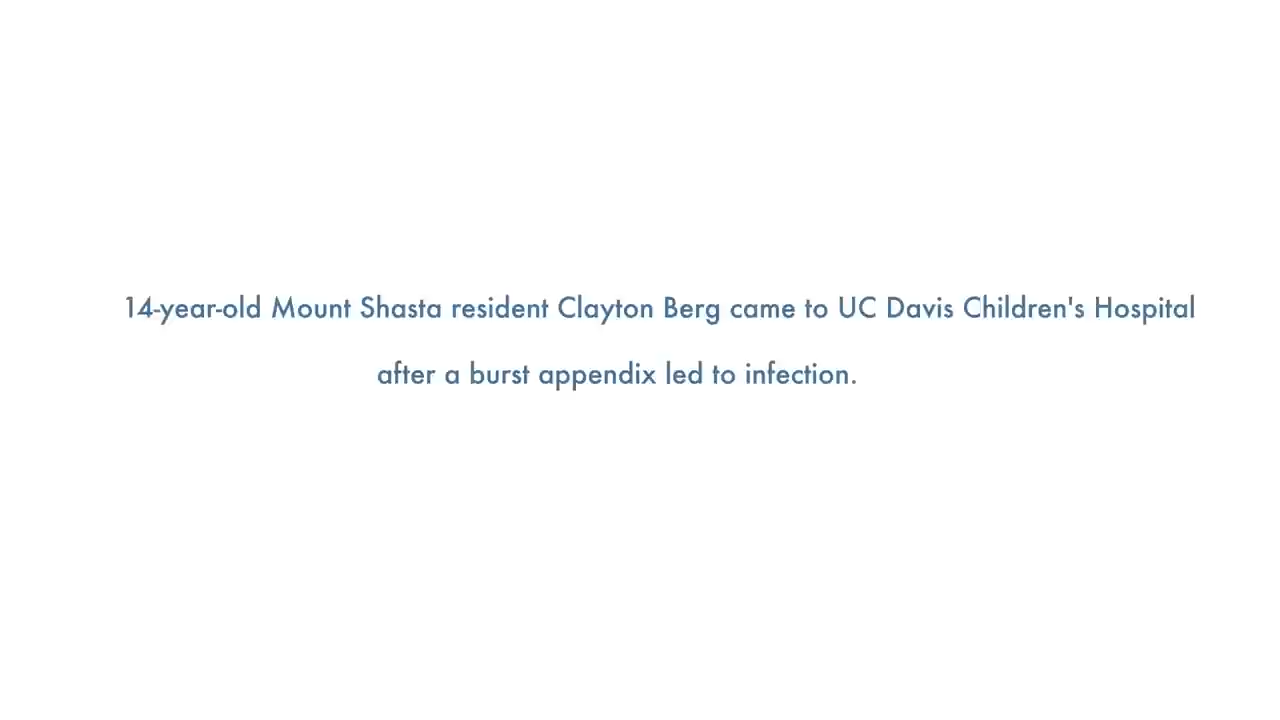 14-year-old Mount Shasta resident Clayton Berg came to UC Davis Children's Hospital
after a burst appendix led to infection.